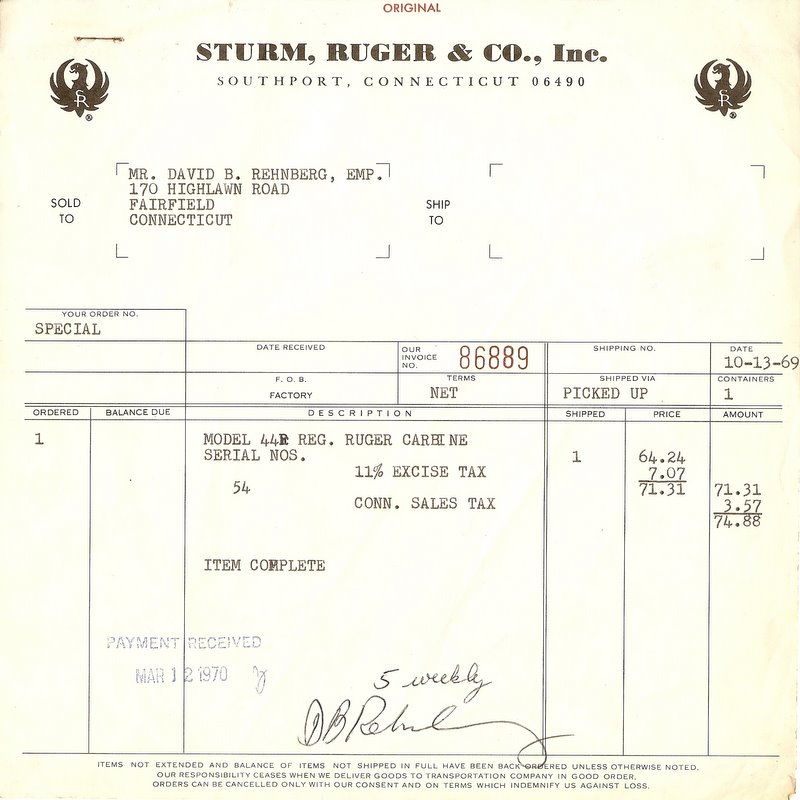 ORIGINAL
STURM, RUGER & CO., Inc.
SOUTHPORT, CONNECTICUT 06490
SR ®
SR ®
SOLD TO
MR. DAVID B. REHNBERG, EMP.
170 HIGHLAWN ROAD
FAIRFIELD
CONNECTICUT
SHIP TO
YOUR ORDER NO.
SPECIAL
DATE RECEIVED
OUR INVOICE NO. 86889
SHIPPING NO.
DATE
10-13-69
F. O. B.
FACTORY
TERMS
NET
SHIPPED VIA
PICKED UP
CONTAINERS
1
ORDERED BALANCE DUE DESCRIPTION SHIPPED PRICE AMOUNT
1 MODEL 44R REG. RUGER CARBINE
SERIAL NOS. 1 64.24
11% EXCISE TAX 7.07
54 71.31 71.31
CONN. SALES TAX 3.57
74.88
ITEM COMPLETE
PAYMENT RECEIVED
MAR 12 1970
5 weekly
ITEMS NOT EXTENDED AND BALANCE OF ITEMS NOT SHIPPED IN FULL HAVE BEEN BACK ORDERED UNLESS OTHERWISE NOTED.
OUR RESPONSIBILITY CEASES WHEN WE DELIVER GOODS TO TRANSPORTATION COMPANY IN GOOD ORDER.
ORDERS CAN BE CANCELLED ONLY WITH OUR CONSENT AND ON TERMS WHICH INDEMNIFY US AGAINST LOSS.